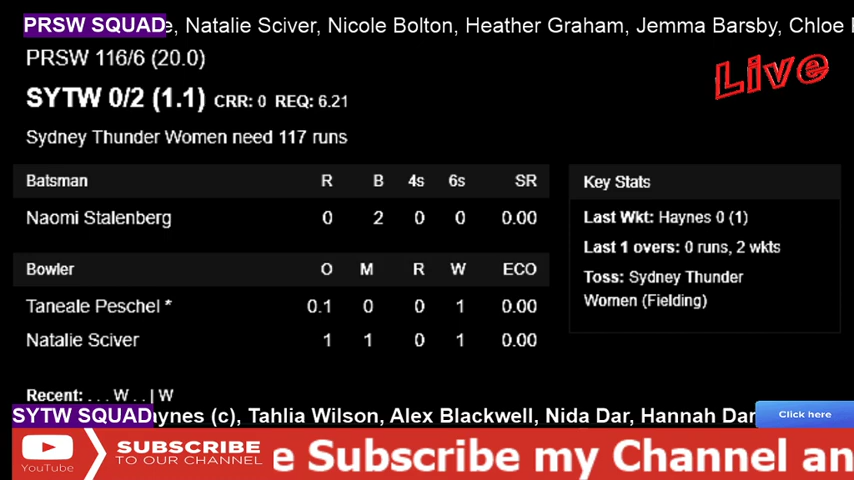 PRSW SQUAD e, Natalie Sciver, Nicole Bolton, Heather Graham, Jemma Barsby, Chloe
PRSW 116/6 (20.0)
Live
SYTW 0/2 (1.1) CRR: 0 REQ: 6.21
Sydney Thunder Women need 117 runs
Batsman R B 4s 6s SR
Naomi Stalenberg 0 2 0 0 0.00
Bowler O M R W ECO
Taneale Peschel * 0.1 0 0 1 0.00
Natalie Sciver 1 1 0 1 0.00
Key Stats
Last Wkt: Haynes 0 (1)
Last 1 overs: 0 runs, 2 wkts
Toss: Sydney Thunder
Women (Fielding)
Recent: . . . W . . | W
SYTW SQUAD aynes (c), Tahlia Wilson, Alex Blackwell, Nida Dar, Hannah Dar
Click here
YouTube
SUBSCRIBE
TO OUR CHANNEL
e Subscribe my Channel an